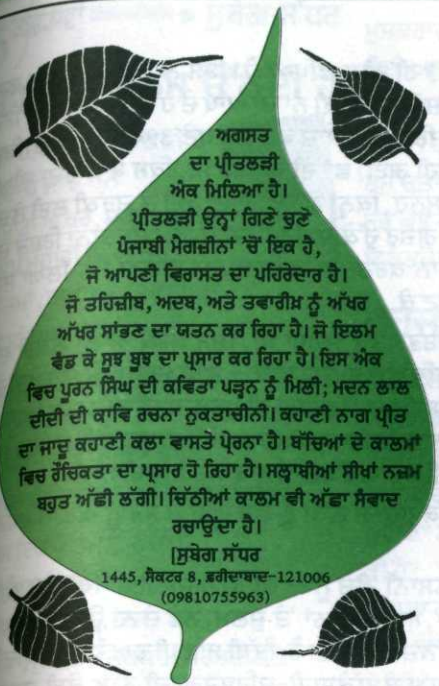 ਅਗਸਤ
ਦਾ ਪ੍ਰੀਤਲੜੀ
ਅੰਕ ਮਿਲਿਆ ਹੈ।
ਪ੍ਰੀਤਲੜੀ ਉਨ੍ਹਾਂ ਗਿਣੇ ਚੁਣੇ
ਪੰਜਾਬੀ ਮੈਗਜ਼ੀਨਾਂ 'ਚੋਂ ਇਕ ਹੈ,
ਜੋ ਆਪਣੀ ਵਿਰਾਸਤ ਦਾ ਪਹਿਰੇਦਾਰ ਹੈ।
ਜੋ ਤਹਿਜ਼ੀਬ, ਅਦਬ, ਅਤੇ ਤਵਾਰੀਖ਼ ਨੂੰ ਅੱਖਰ
ਅੱਖਰ ਸਾਂਭਣ ਦਾ ਯਤਨ ਕਰ ਰਿਹਾ ਹੈ। ਜੋ ਇਲਮ
ਵੰਡ ਕੇ ਸੂਝ ਬੂਝ ਦਾ ਪ੍ਰਸਾਰ ਕਰ ਰਿਹਾ ਹੈ। ਇਸ ਅੰਕ
ਵਿਚ ਪੂਰਨ ਸਿੰਘ ਦੀ ਕਵਿਤਾ ਪੜ੍ਹਨ ਨੂੰ ਮਿਲੀ; ਮਦਨ ਲਾਲ
ਦੀਦੀ ਦੀ ਕਾਵਿ ਰਚਨਾ ਨੁਕਤਾਚੀਨੀ। ਕਹਾਣੀ ਨਾਗ ਪ੍ਰੀਤ
ਦਾ ਜਾਦੂ ਕਹਾਣੀ ਕਲਾ ਵਾਸਤੇ ਪ੍ਰੇਰਨਾ ਹੈ। ਬੱਚਿਆਂ ਦੇ ਕਾਲਮਾਂ
ਵਿਚ ਰੌਚਿਕਤਾ ਦਾ ਪ੍ਰਸਾਰ ਹੋ ਰਿਹਾ ਹੈ। ਸਲ੍ਹਾਬੀਆਂ ਸੀਖਾਂ ਨਜ਼ਮ
ਬਹੁਤ ਅੱਛੀ ਲੱਗੀ। ਚਿੱਠੀਆਂ ਕਾਲਮ ਵੀ ਅੱਛਾ ਸੰਵਾਦ
ਰਚਾਉਂਦਾ ਹੈ।
[ਸੁਬੇਗ ਸੱਧਰ
1445, ਸੈਕਟਰ 8, ਫ਼ਰੀਦਾਬਾਦ-121006
(09810755963)